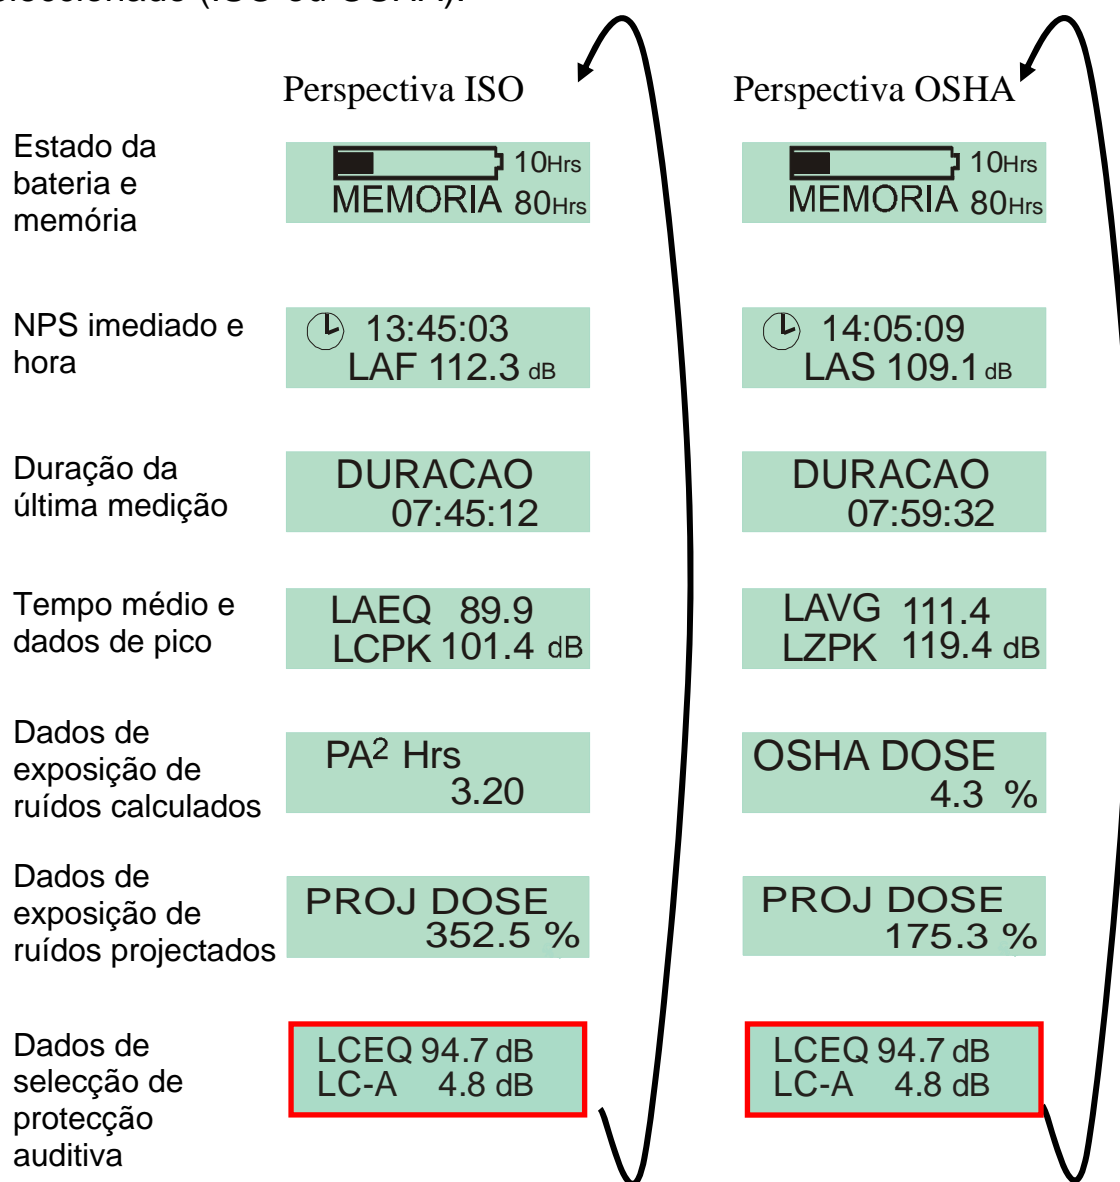 Perspectiva ISO
Perspectiva OSHA
Estado da
bateria e
memória
10Hrs
MEMORIA 80Hrs
10Hrs
MEMORIA 80Hrs
NPS imediado e
hora
13:45:03
LAF 112.3 dB
14:05:09
LAS 109.1 dB
Duração da
última medição
DURACAO
07:45:12
DURACAO
07:59:32
Tempo médio e
dados de pico
LAEQ 89.9
LCPK 101.4 dB
LAVG 111.4
LZPK 119.4 dB
Dados de
exposição de
ruídos calculados
PA² Hrs
3.20
OSHA DOSE
4.3 %
Dados de
exposição de
ruídos projectados
PROJ DOSE
352.5 %
PROJ DOSE
175.3 %
Dados de
selecção de
protecção
auditiva
LCEQ 94.7 dB
LC-A 4.8 dB
LCEQ 94.7 dB
LC-A 4.8 dB